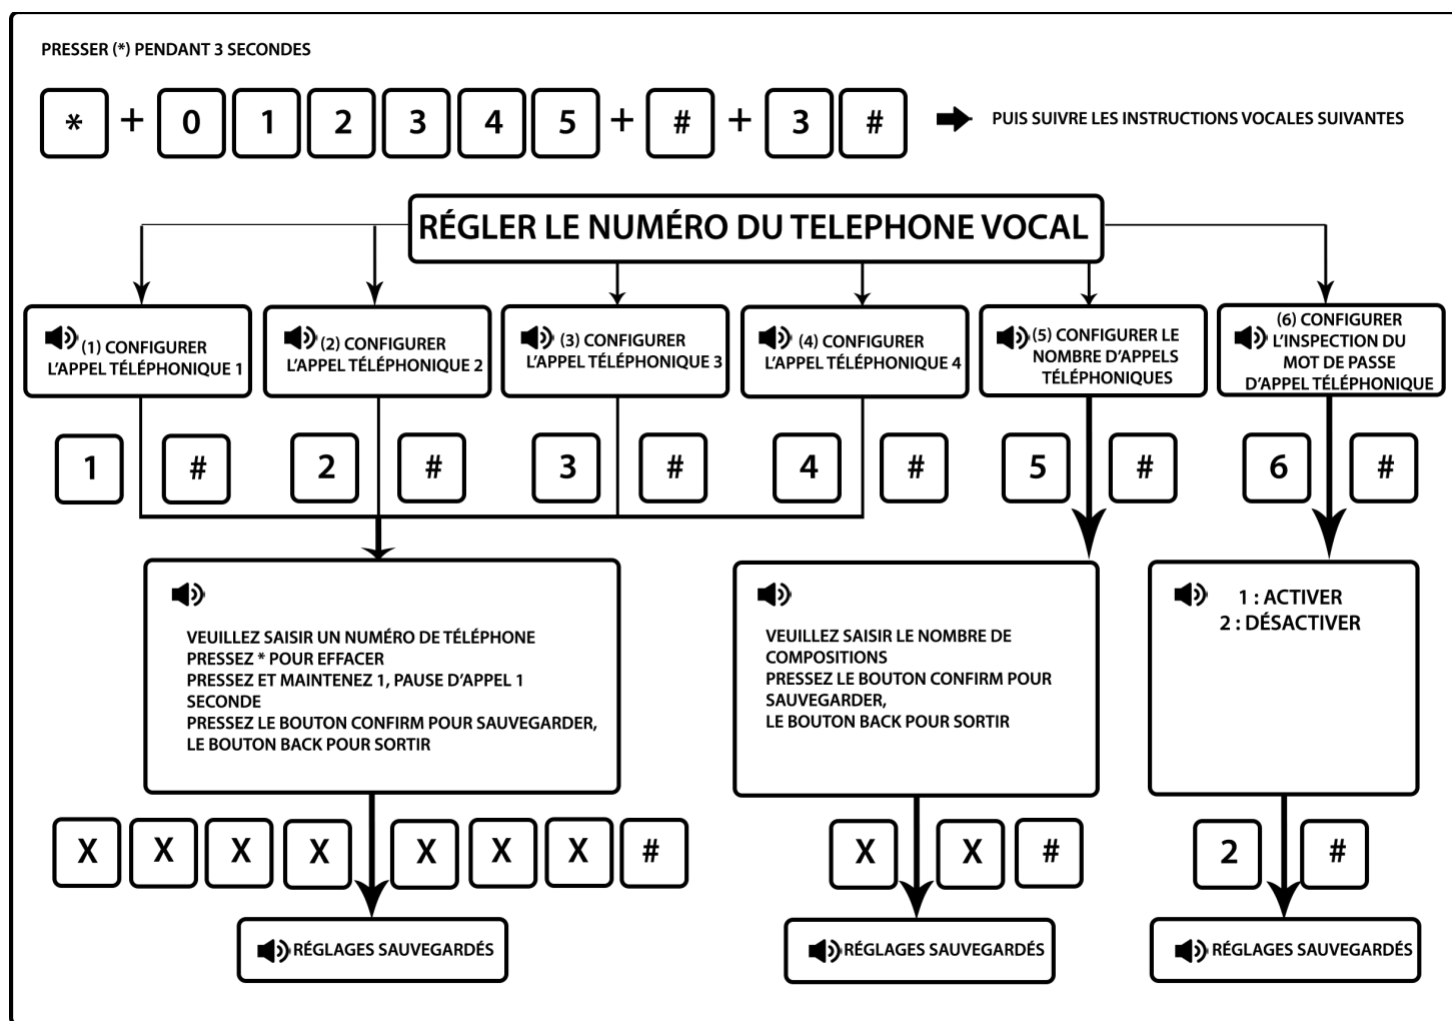 PRESSER (*) PENDANT 3 SECONDES
* + 0 1 2 3 4 5 + # + 3 # PUIS SUIVRE LES INSTRUCTIONS VOCALES SUIVANTES
RÉGLER LE NUMÉRO DU TELEPHONE VOCAL
(1) CONFIGURER
L'APPEL TÉLÉPHONIQUE 1
(2) CONFIGURER
L'APPEL TÉLÉPHONIQUE 2
(3) CONFIGURER
L'APPEL TÉLÉPHONIQUE 3
(4) CONFIGURER
L'APPEL TÉLÉPHONIQUE 4
(5) CONFIGURER LE
NOMBRE D'APPELS
TÉLÉPHONIQUES
(6) CONFIGURER
L'INSPECTION DU
MOT DE PASSE
D'APPEL TÉLÉPHONIQUE
1 # 2 # 3 # 4 # 5 # 6 #
VEUILLEZ SAISIR UN NUMÉRO DE TÉLÉPHONE
PRESSEZ * POUR EFFACER
PRESSEZ ET MAINTENEZ 1, PAUSE D'APPEL 1
SECONDE
PRESSEZ LE BOUTON CONFIRM POUR SAUVEGARDER,
LE BOUTON BACK POUR SORTIR
VEUILLEZ SAISIR LE NOMBRE DE
COMPOSITIONS
PRESSEZ LE BOUTON CONFIRM POUR
SAUVEGARDER,
LE BOUTON BACK POUR SORTIR
1 : ACTIVER
2 : DÉSACTIVER
X X X X X X X # X X # 2 #
RÉGLAGES SAUVEGARDÉS
RÉGLAGES SAUVEGARDÉS
RÉGLAGES SAUVEGARDÉS